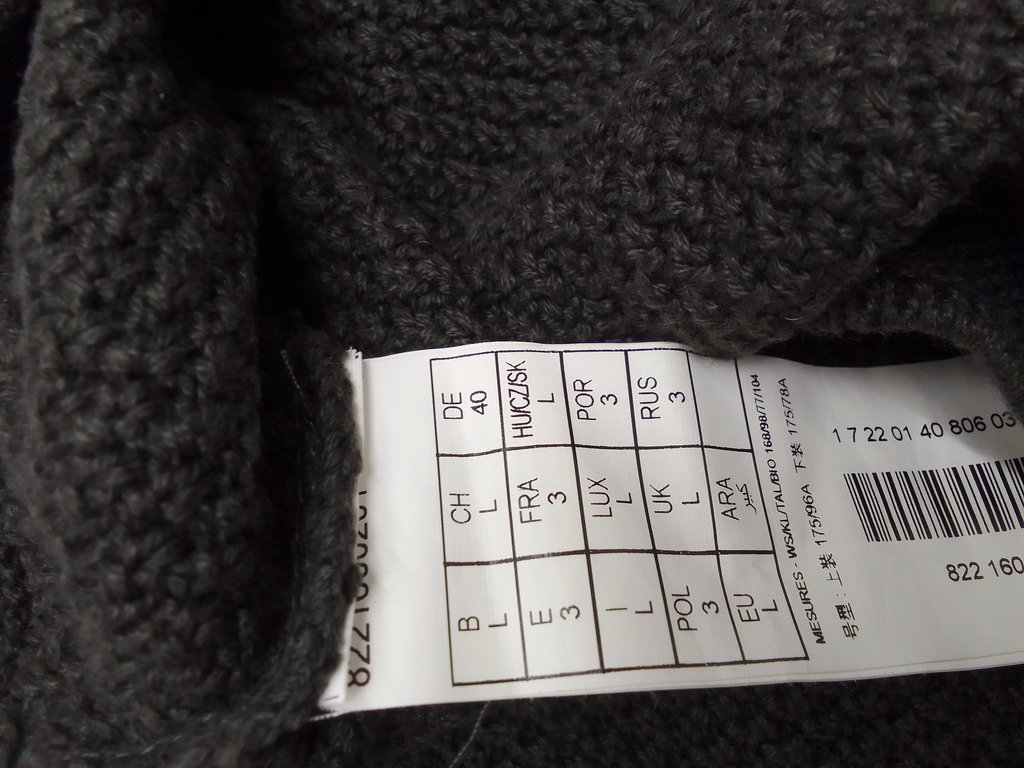 B L
CH L
DE 40
E 3
FRA 3
HU/CZ/SK L
I L
LUX L
POR 3
POL 3
UK L
RUS 3
EU L
ARA كبير
MESURES - WS/KL/TAL/BIO 168/98/77/104
号型: 上装 175/96A 下装 175/78A
1 7 22 01 40 806 03
822 160